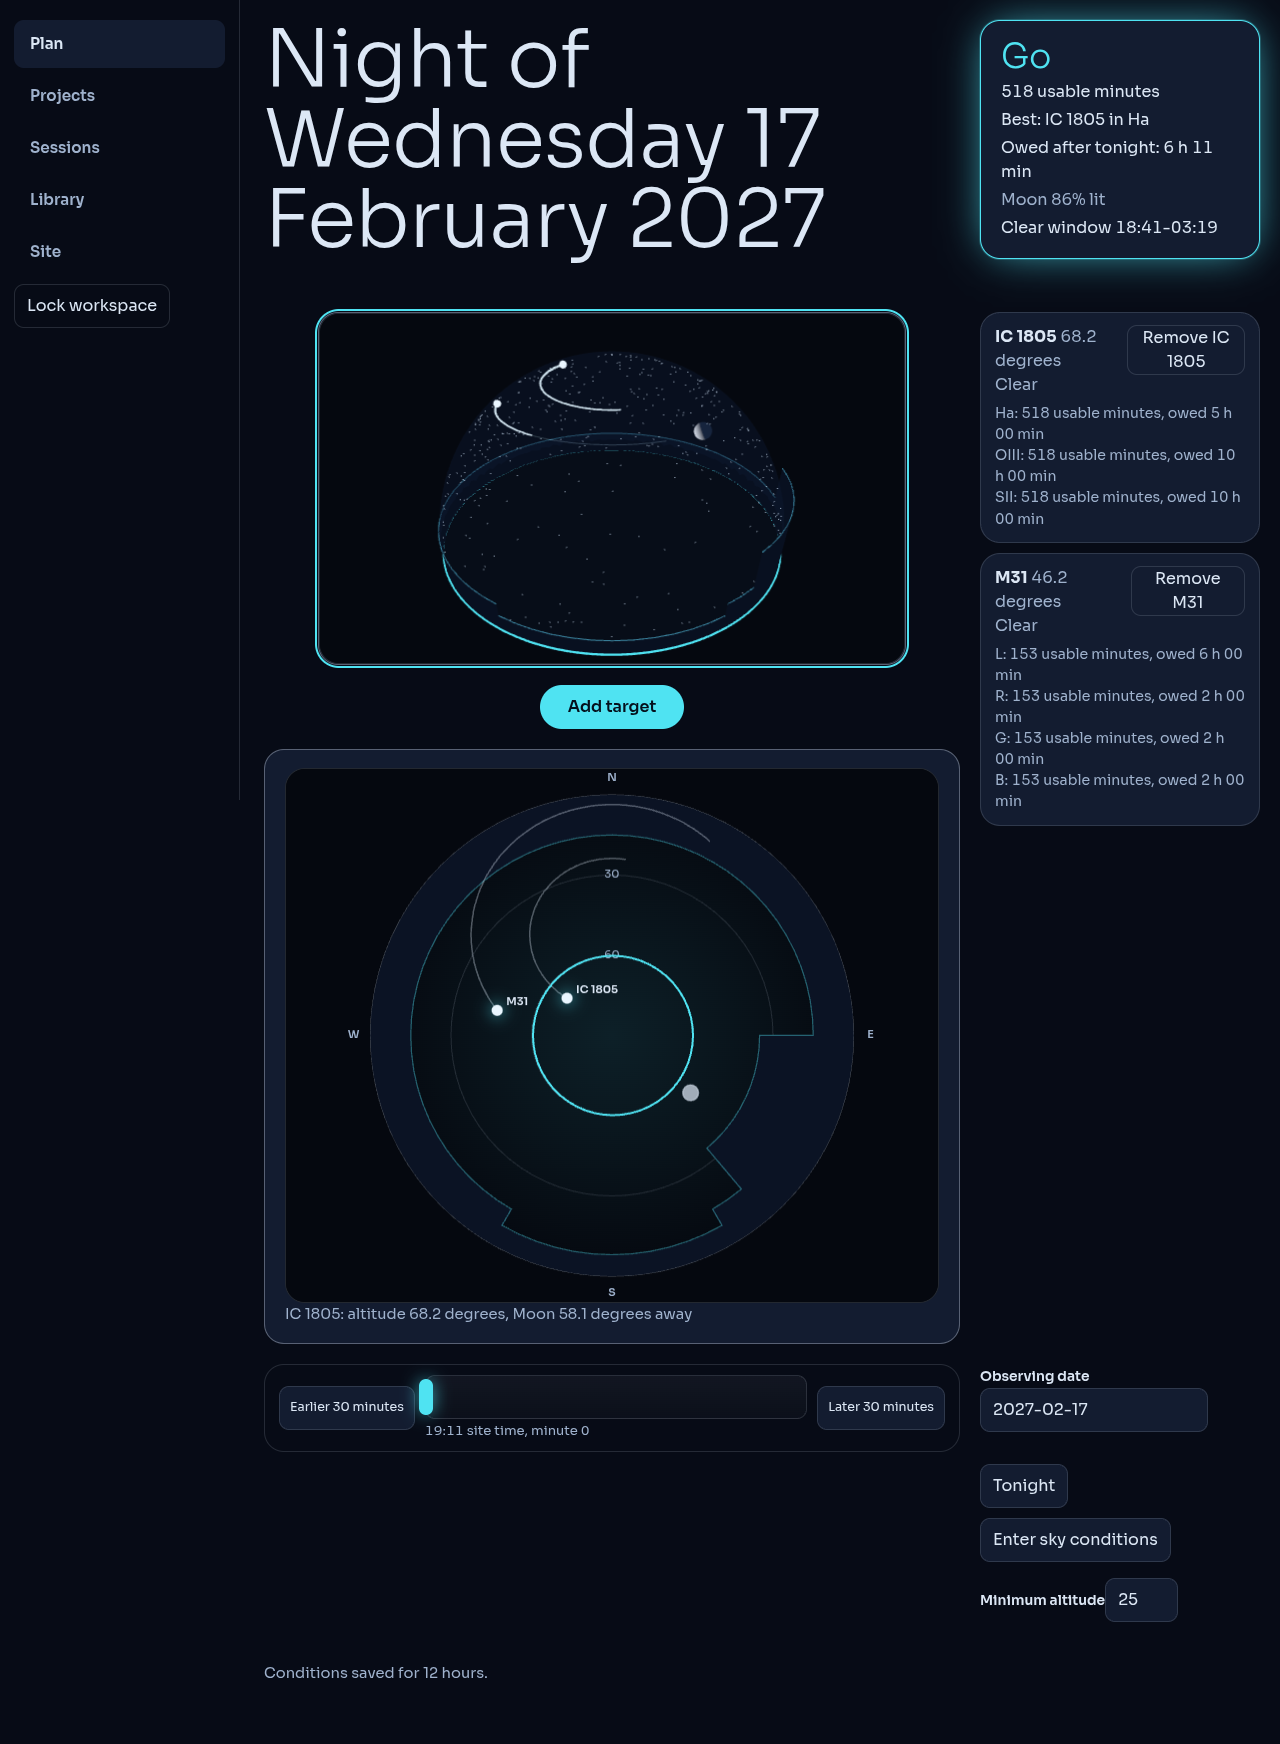 Plan
Projects
Sessions
Library
Site
Lock workspace
Night of
Wednesday 17
February 2027
Go
518 usable minutes
Best: IC 1805 in Ha
Owed after tonight: 6 h 11
min
Moon 86% lit
Clear window 18:41-03:19
IC 1805 68.2
degrees
Clear
Remove IC
1805
Ha: 518 usable minutes, owed 5 h
00 min
OIII: 518 usable minutes, owed 10
h 00 min
SII: 518 usable minutes, owed 10 h
00 min
M31 46.2
degrees
Clear
Remove
M31
L: 153 usable minutes, owed 6 h 00
min
R: 153 usable minutes, owed 2 h 00
min
G: 153 usable minutes, owed 2 h
00 min
B: 153 usable minutes, owed 2 h 00
min
Add target
N
30
60
IC 1805
M31
W
E
S
IC 1805: altitude 68.2 degrees, Moon 58.1 degrees away
Earlier 30 minutes
19:11 site time, minute 0
Later 30 minutes
Observing date
2027-02-17
Tonight
Enter sky conditions
Minimum altitude 25
Conditions saved for 12 hours.